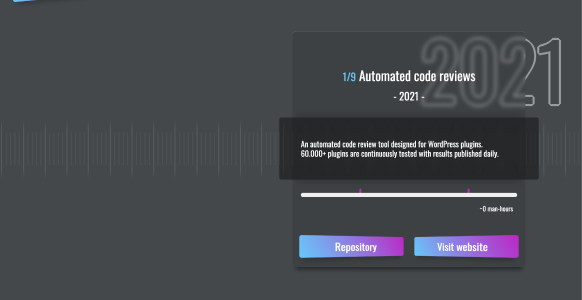 2021
1/9 Automated code reviews
- 2021 -
An automated code review tool designed for WordPress plugins.
60.000+ plugins are continuously tested with results published daily.
~0 man-hours
Repository
Visit website